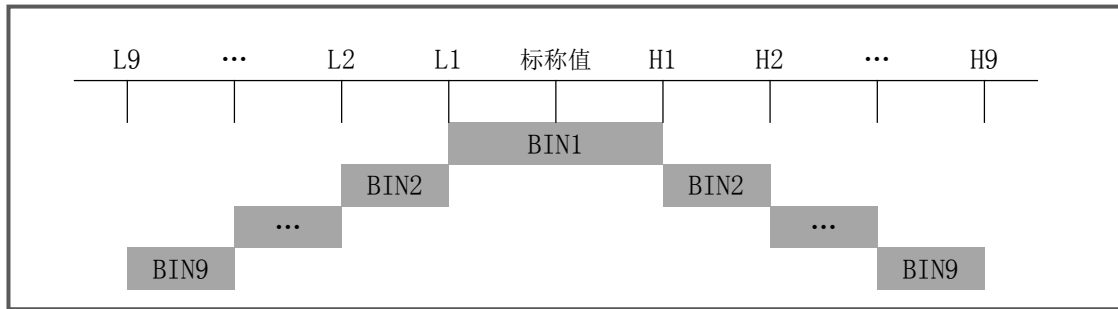 L9 … L2 L1 标称值 H1 H2 … H9
BIN1
BIN2 BIN2
… …
BIN9 BIN9